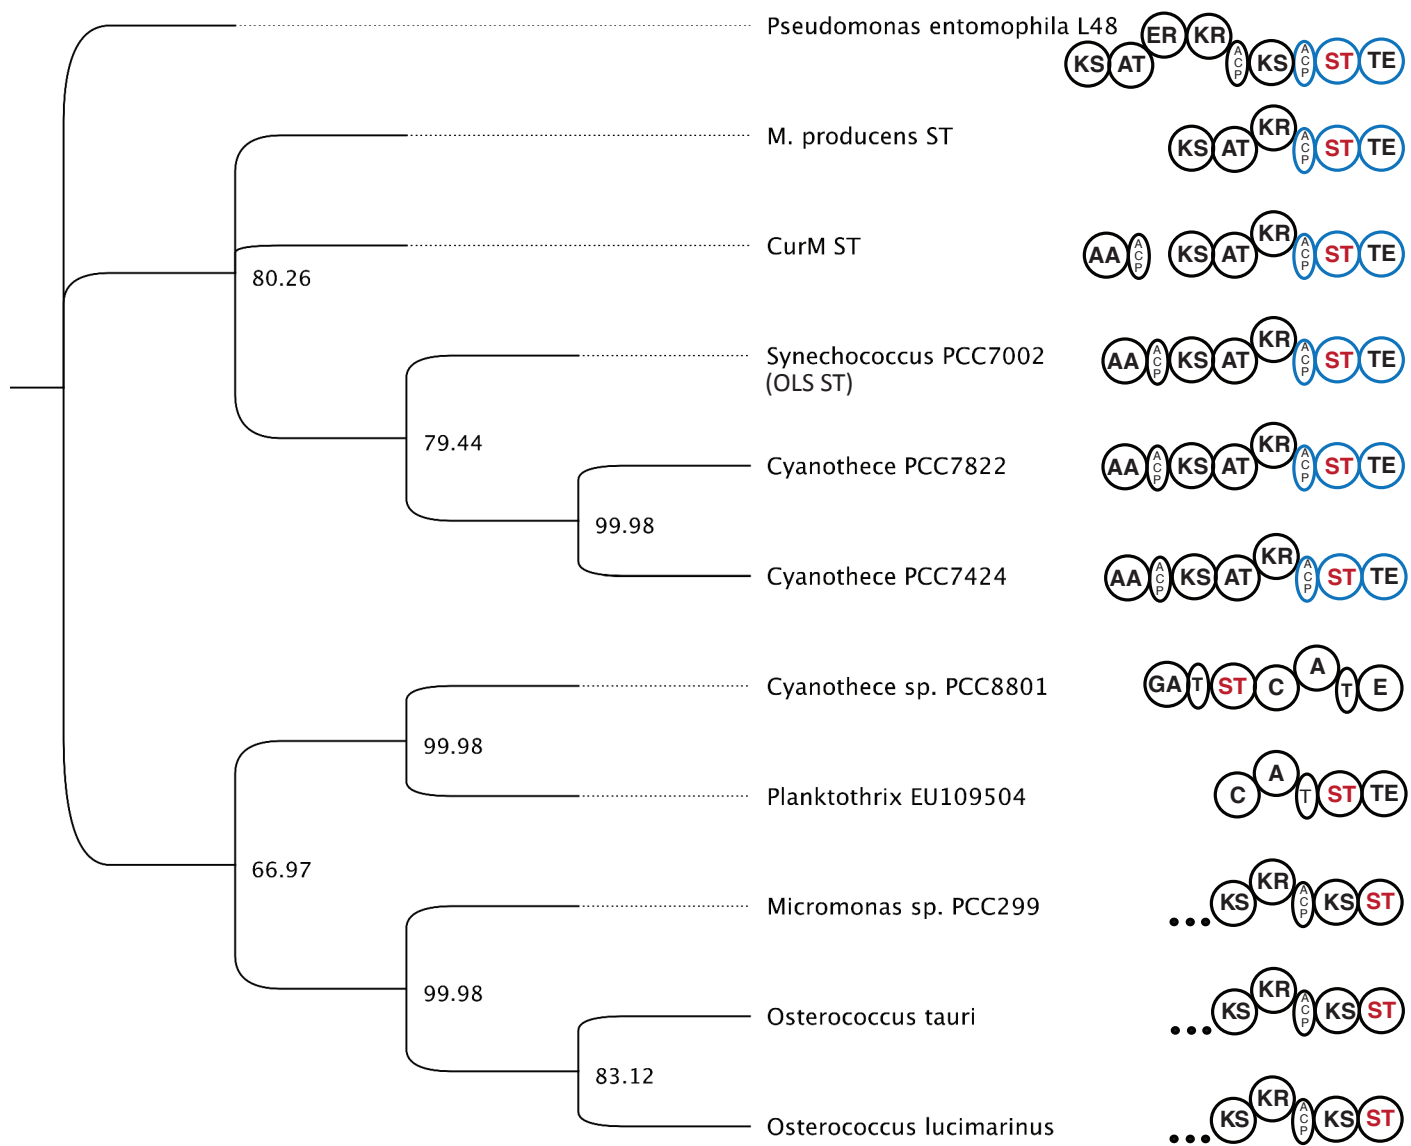 Pseudomonas entomophila L48
KS AT ER KR ACP KS ACP ST TE
M. producens ST
KS AT KR ACP ST TE
80.26
CurM ST
AA ACP KS AT KR ACP ST TE
Synechococcus PCC7002
(OLS ST)
AA ACP KS AT KR ACP ST TE
79.44
Cyanothece PCC7822
AA ACP KS AT KR ACP ST TE
99.98
Cyanothece PCC7424
AA ACP KS AT KR ACP ST TE
Cyanothece sp. PCC8801
GA T ST C A T E
99.98
Planktothrix EU109504
C A T ST TE
66.97
Micromonas sp. PCC299
...KS KR ACP KS ST
99.98
Osterococcus tauri
...KS KR ACP KS ST
83.12
Osterococcus lucimarinus
...KS KR ACP KS ST